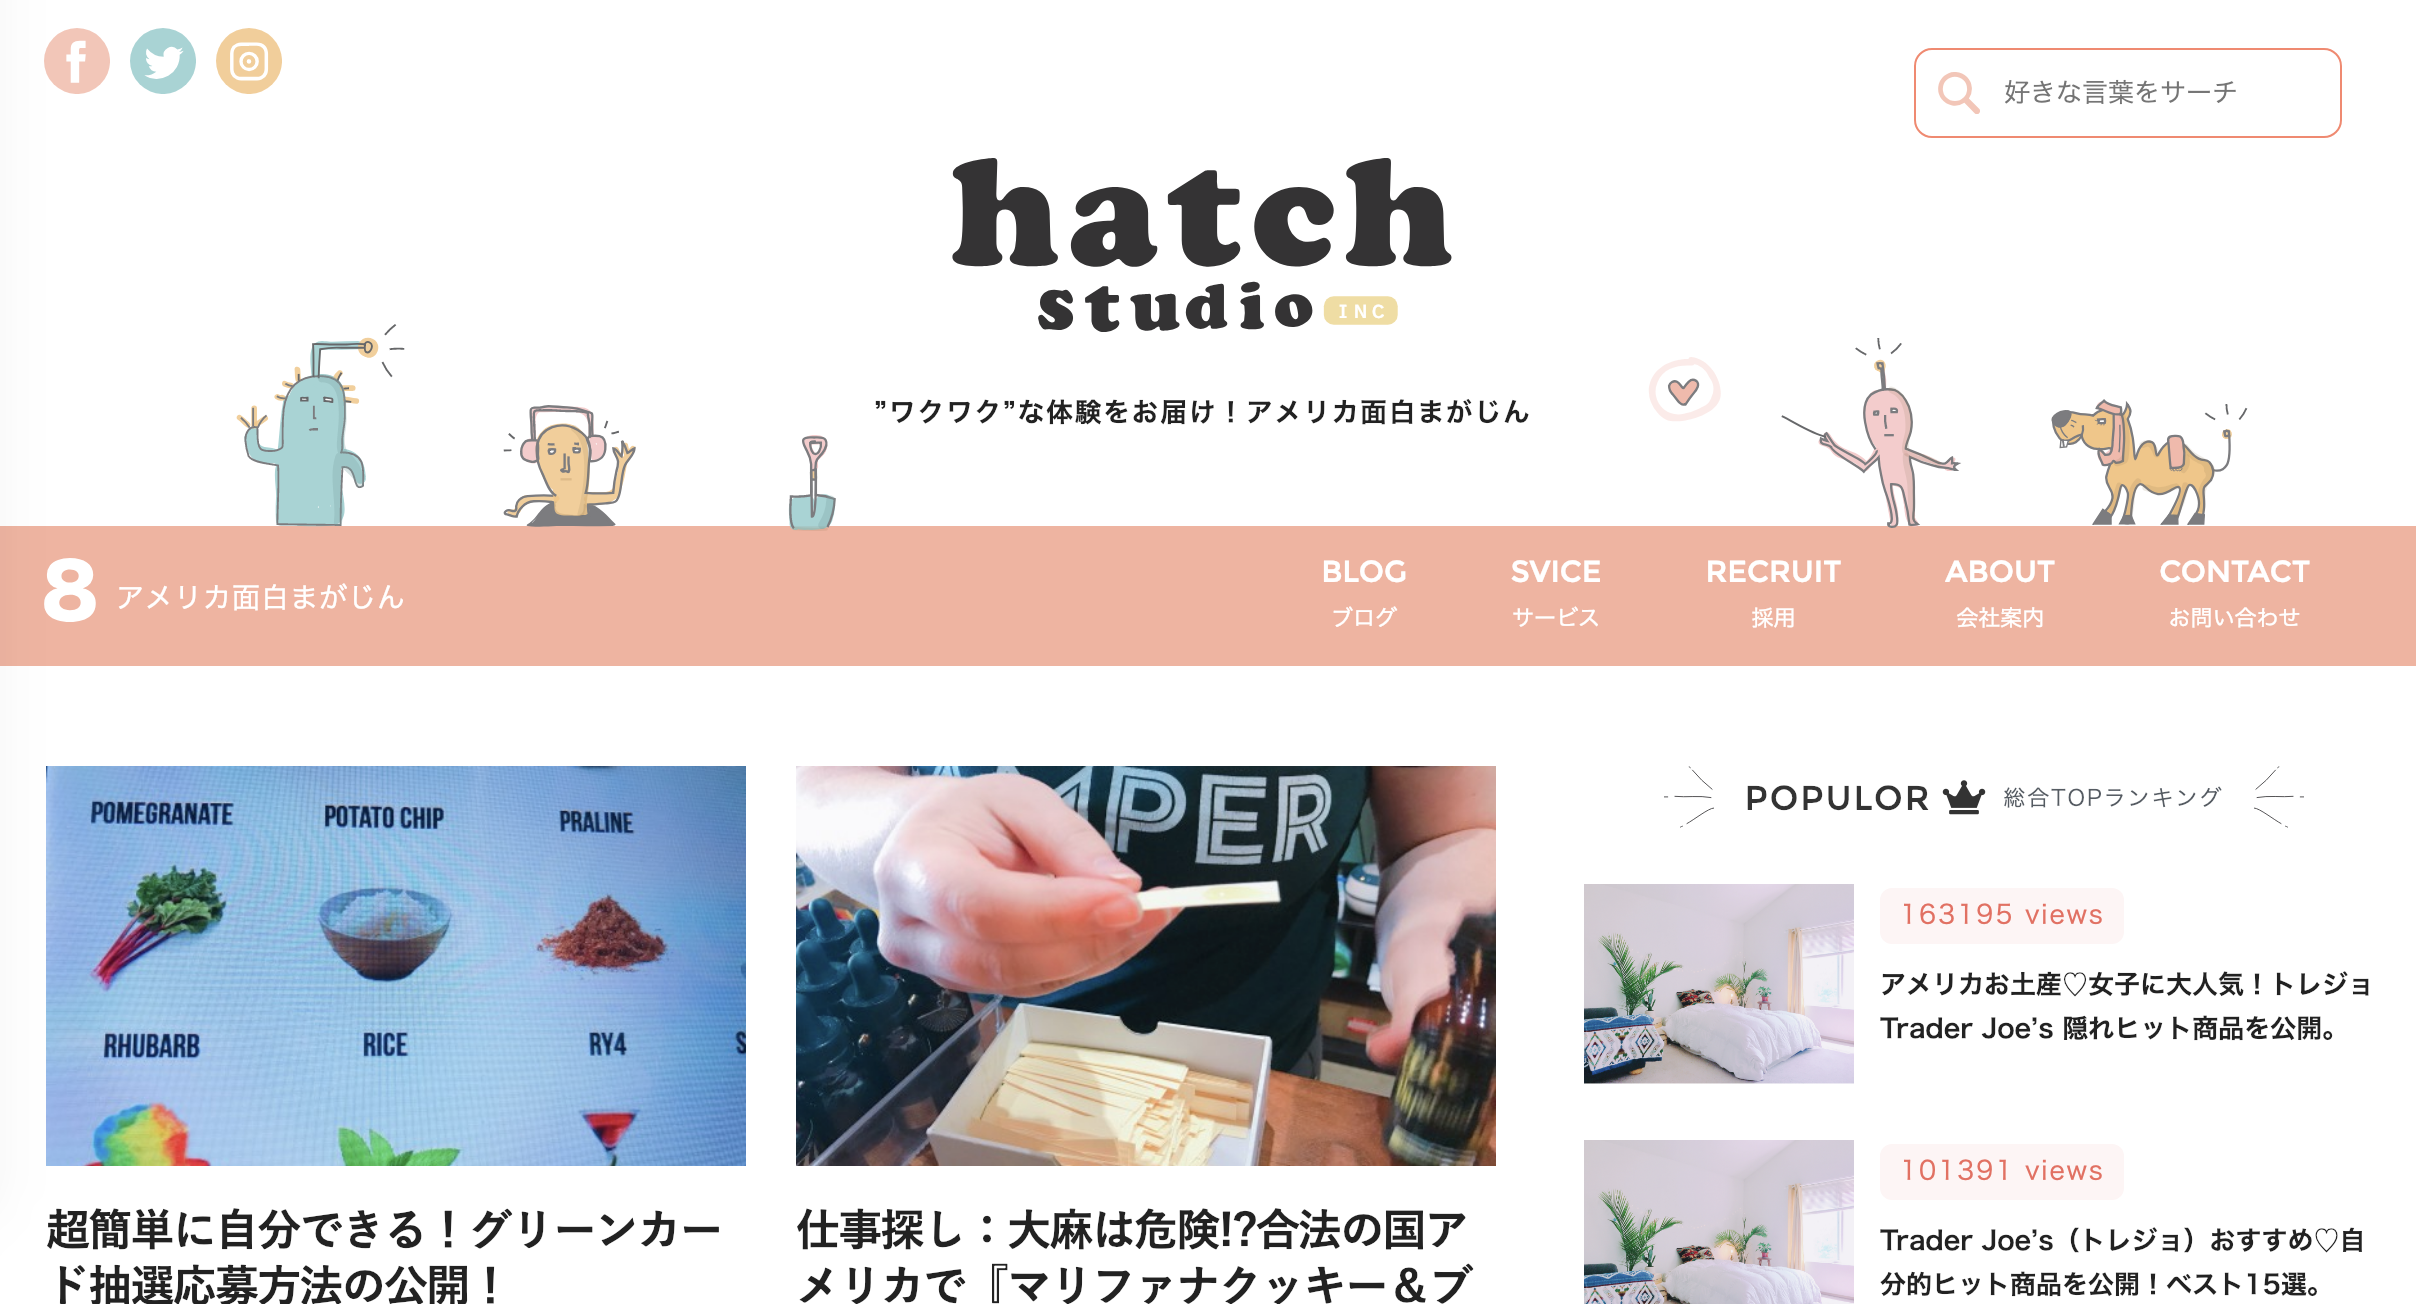 好きな言葉をサーチ
hatch
studio INC
”ワクワク”な体験をお届け！アメリカ面白まがじん
8 アメリカ面白まがじん
BLOG
ブログ
SVICE
サービス
RECRUIT
採用
ABOUT
会社案内
CONTACT
お問い合わせ
POMEGRANATE
POTATO CHIP
PRALINE
RHUBARB
RICE
RY4
S
超簡単に自分できる！グリーンカー
ド抽選応募方法の公開！
MPER
仕事探し：大麻は危険!?合法の国ア
メリカで『マリファナクッキー＆ブ
POPULOR 総合TOPランキング
163195 views
アメリカお土産♡女子に大人気！トレジョ
Trader Joe’s 隠れヒット商品を公開。
101391 views
Trader Joe’s（トレジョ）おすすめ♡自
分的ヒット商品を公開！ベスト15選。